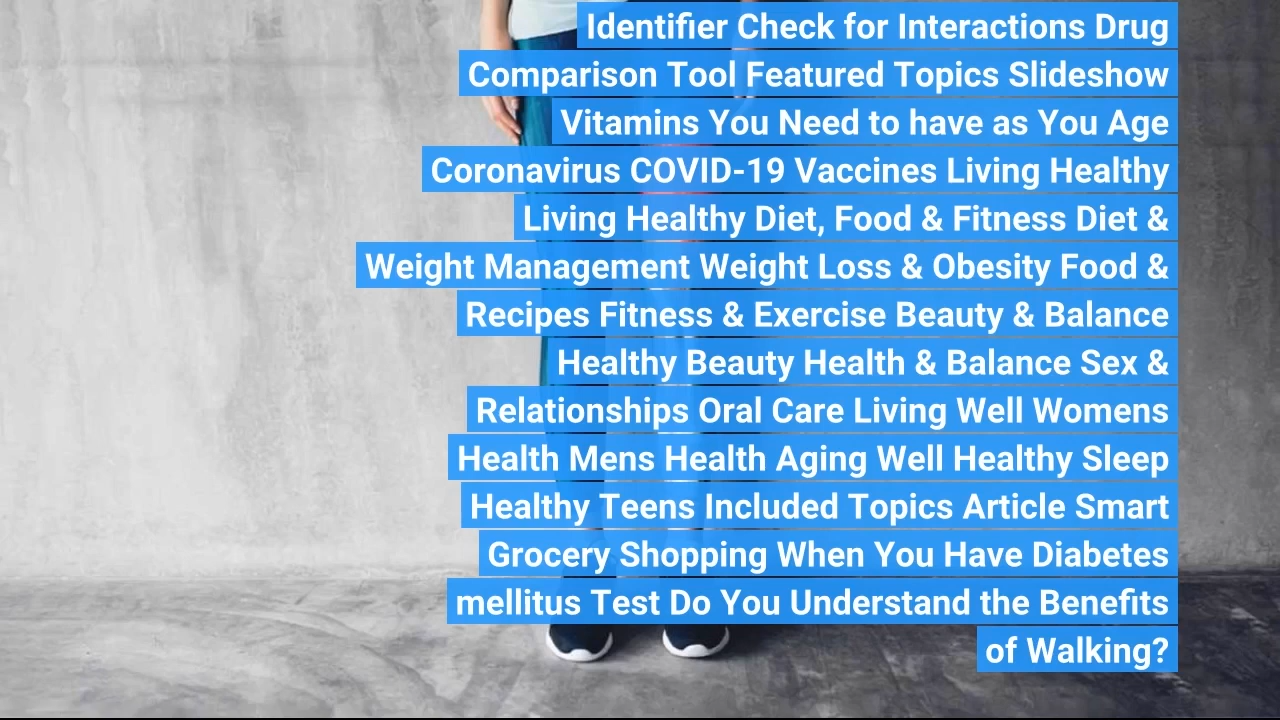 Identifier Check for Interactions Drug
Comparison Tool Featured Topics Slideshow
Vitamins You Need to have as You Age
Coronavirus COVID-19 Vaccines Living Healthy
Living Healthy Diet, Food & Fitness Diet &
Weight Management Weight Loss & Obesity Food &
Recipes Fitness & Exercise Beauty & Balance
Healthy Beauty Health & Balance Sex &
Relationships Oral Care Living Well Womens
Health Mens Health Aging Well Healthy Sleep
Healthy Teens Included Topics Article Smart
Grocery Shopping When You Have Diabetes
mellitus Test Do You Understand the Benefits
of Walking?